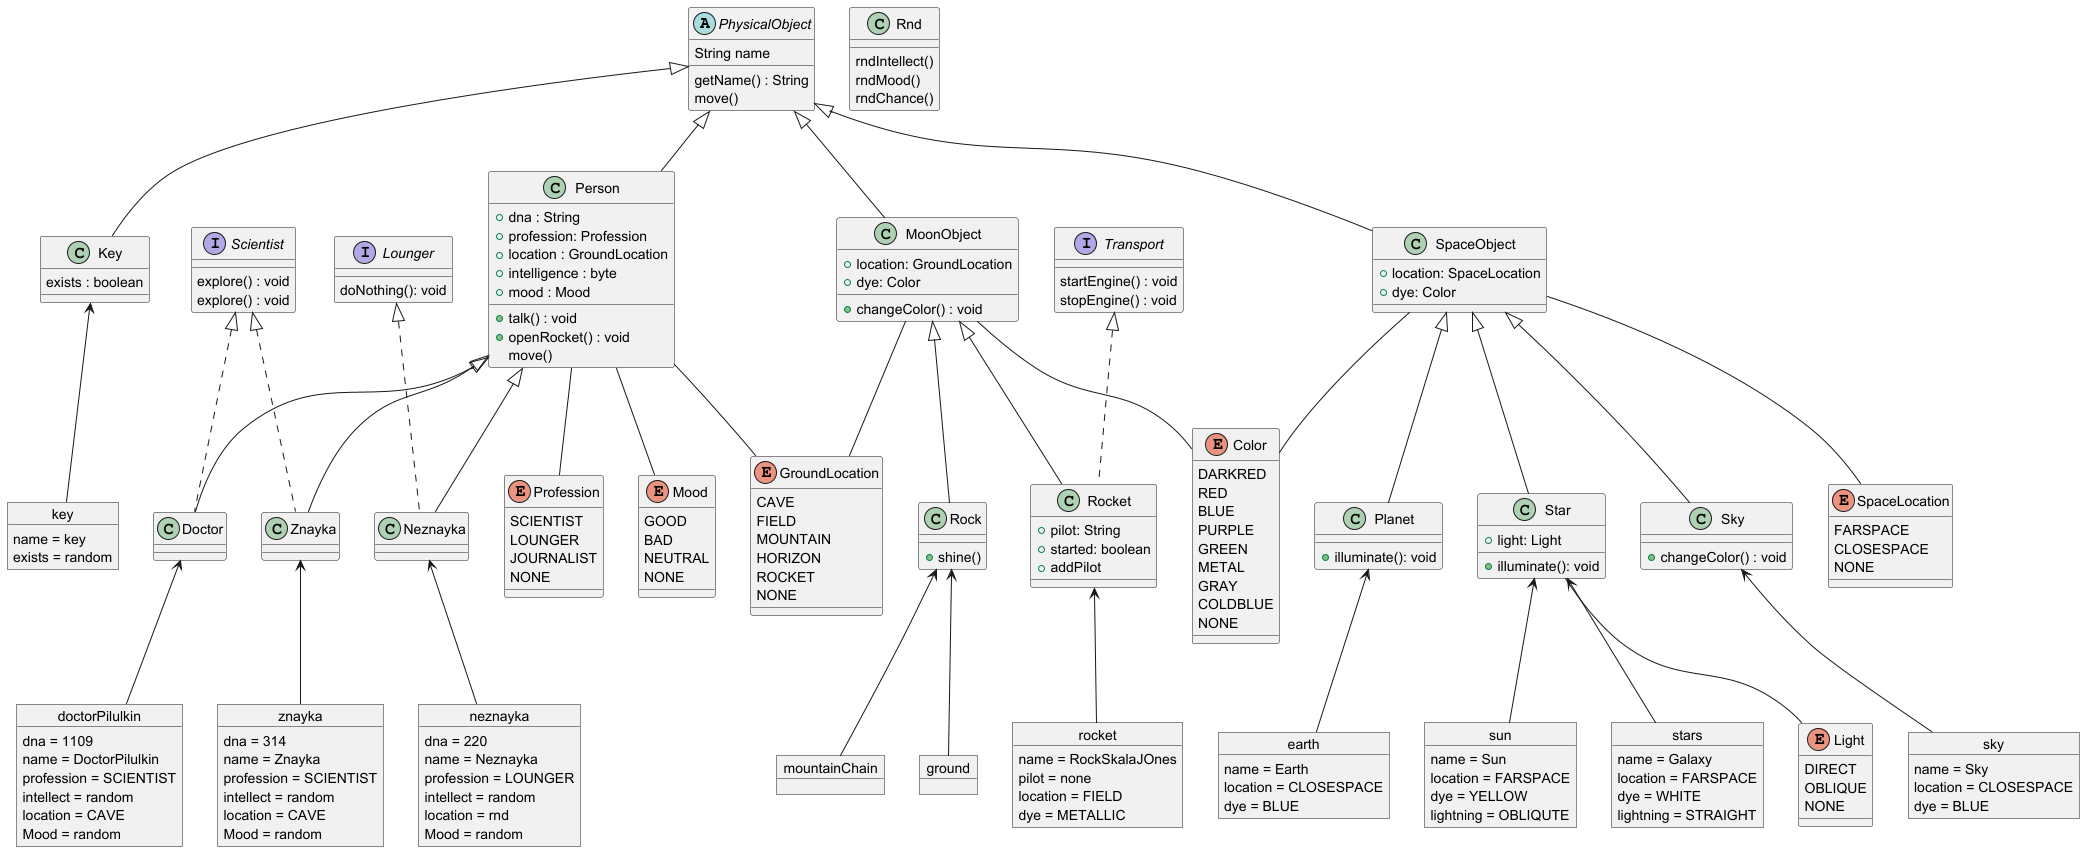 A PhysicalObject
String name
getName() : String
move()
C Rnd
rndIntellect()
rndMood()
rndChance()
C Key
exists : boolean
I Scientist
explore() : void
explore() : void
I Lounger
doNothing(): void
C Person
dna : String
profession: Profession
location : GroundLocation
intelligence : byte
mood : Mood
talk() : void
openRocket() : void
move()
C MoonObject
location: GroundLocation
dye: Color
changeColor() : void
I Transport
startEngine() : void
stopEngine() : void
C SpaceObject
location: SpaceLocation
dye: Color
key
name = key
exists = random
C Doctor
C Znayka
C Neznayka
E Profession
SCIENTIST
LOUNGER
JOURNALIST
NONE
E Mood
GOOD
BAD
NEUTRAL
NONE
E GroundLocation
CAVE
FIELD
MOUNTAIN
HORIZON
ROCKET
NONE
C Rock
shine()
C Rocket
pilot: String
started: boolean
addPilot
E Color
DARKRED
RED
BLUE
PURPLE
GREEN
METAL
GRAY
COLDBLUE
NONE
C Planet
illuminate(): void
C Star
light: Light
illuminate(): void
C Sky
changeColor() : void
E SpaceLocation
FARSPACE
CLOSESPACE
NONE
doctorPilulkin
dna = 1109
name = DoctorPilulkin
profession = SCIENTIST
intellect = random
location = CAVE
Mood = random
znayka
dna = 314
name = Znayka
profession = SCIENTIST
intellect = random
location = CAVE
Mood = random
neznayka
dna = 220
name = Neznayka
profession = LOUNGER
intellect = random
location = rnd
Mood = random
mountainChain
ground
rocket
name = RockSkalaJOnes
pilot = none
location = FIELD
dye = METALLIC
earth
name = Earth
location = CLOSESPACE
dye = BLUE
sun
name = Sun
location = FARSPACE
dye = YELLOW
lightning = OBLIQUTE
stars
name = Galaxy
location = FARSPACE
dye = WHITE
lightning = STRAIGHT
E Light
DIRECT
OBLIQUE
NONE
sky
name = Sky
location = CLOSESPACE
dye = BLUE